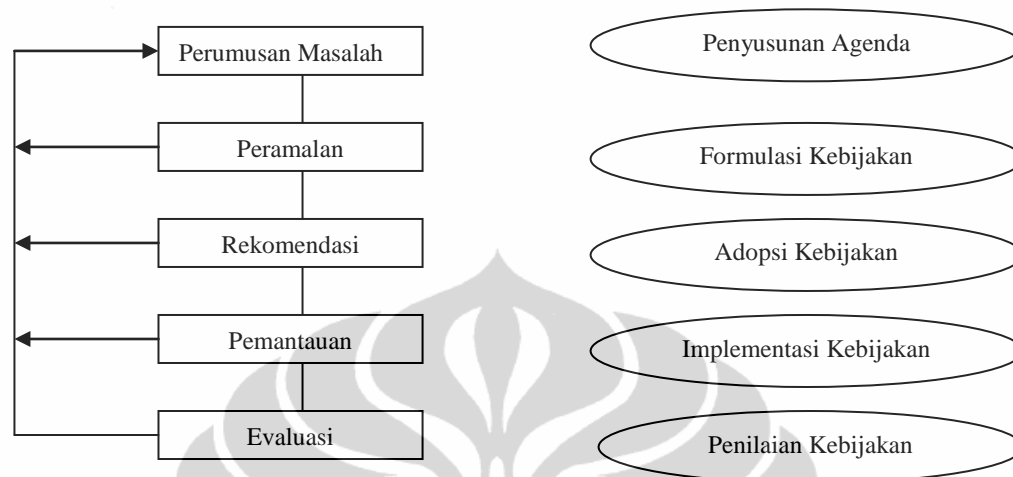 Perumusan Masalah
Penyusunan Agenda
Peramalan
Formulasi Kebijakan
Rekomendasi
Adopsi Kebijakan
Pemantauan
Implementasi Kebijakan
Evaluasi
Penilaian Kebijakan